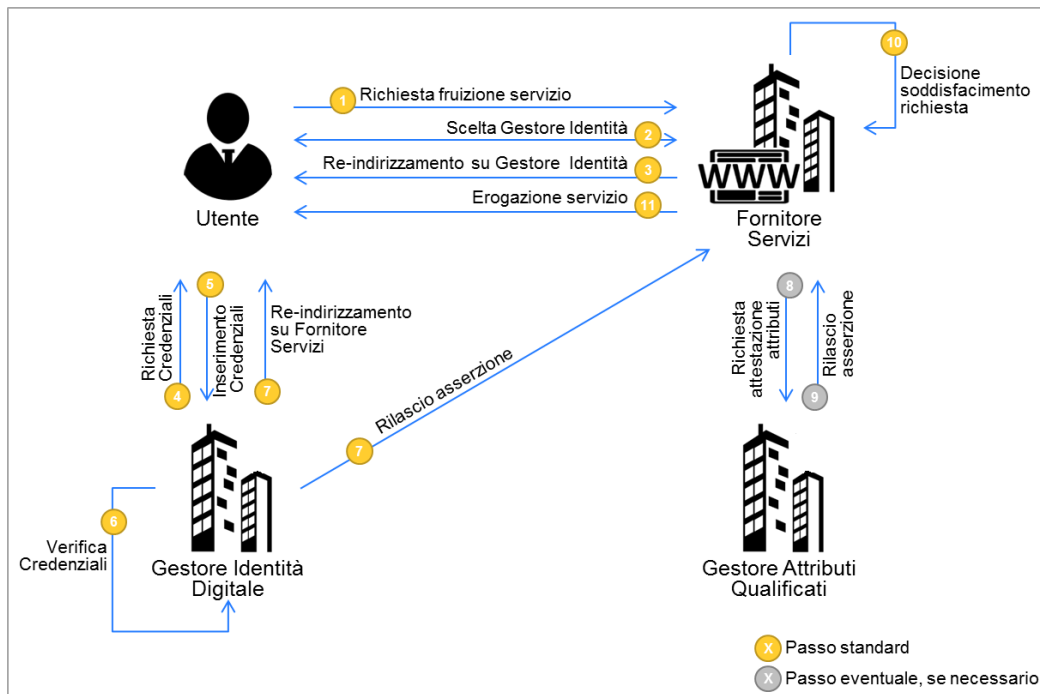 10
Decisione
soddisfacimento
richiesta
1 Richiesta fruizione servizio
Scelta Gestore Identità 2
Re-indirizzamento su Gestore Identità 3
Erogazione servizio 11
WWW
Utente
Fornitore
Servizi
4
Richiesta
Credenziali
5
Inserimento
Credenziali
7
Re-indirizzamento
su Fornitore
Servizi
7
Rilascio asserzione
8
Richiesta
attestazione
attributi
9
Rilascio
asserzione
6
Verifica
Credenziali
Gestore Identità
Digitale
Gestore Attributi
Qualificati
X Passo standard
X Passo eventuale, se necessario